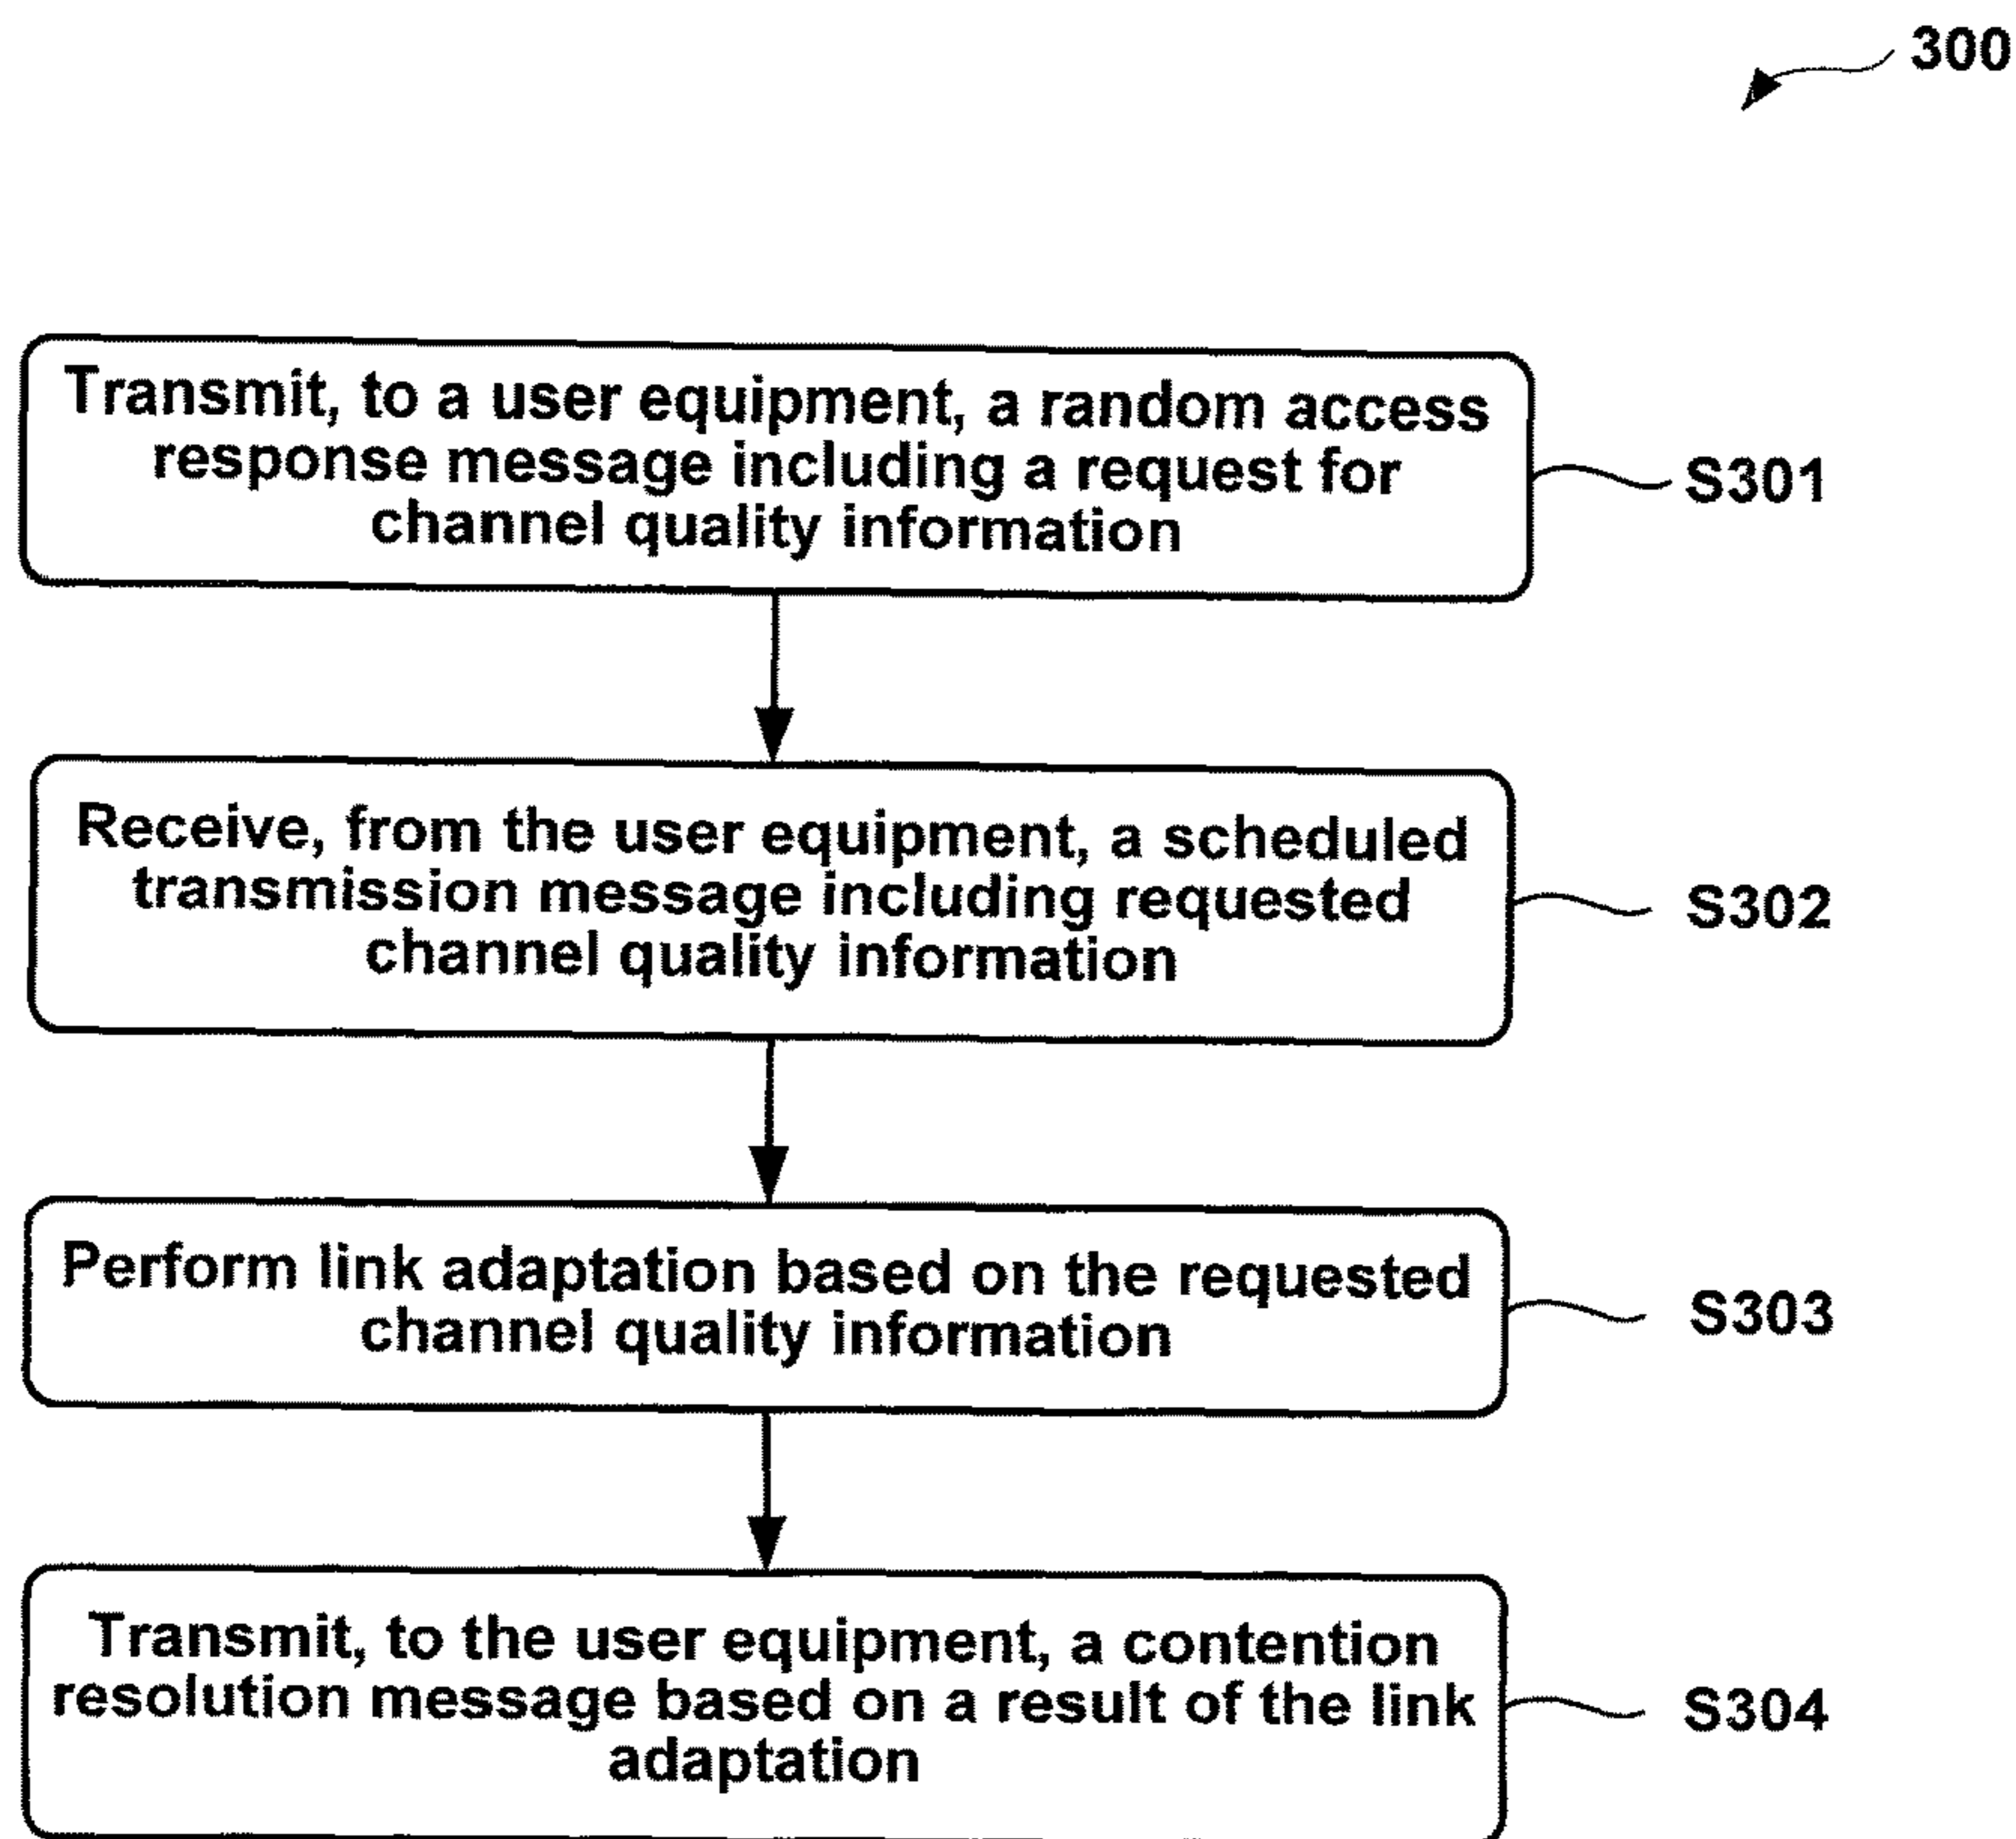 300
Transmit, to a user equipment, a random access
response message including a request for
channel quality information
S301
Receive, from the user equipment, a scheduled
transmission message including requested
channel quality information
S302
Perform link adaptation based on the requested
channel quality information
S303
Transmit, to the user equipment, a contention
resolution message based on a result of the link
adaptation
S304